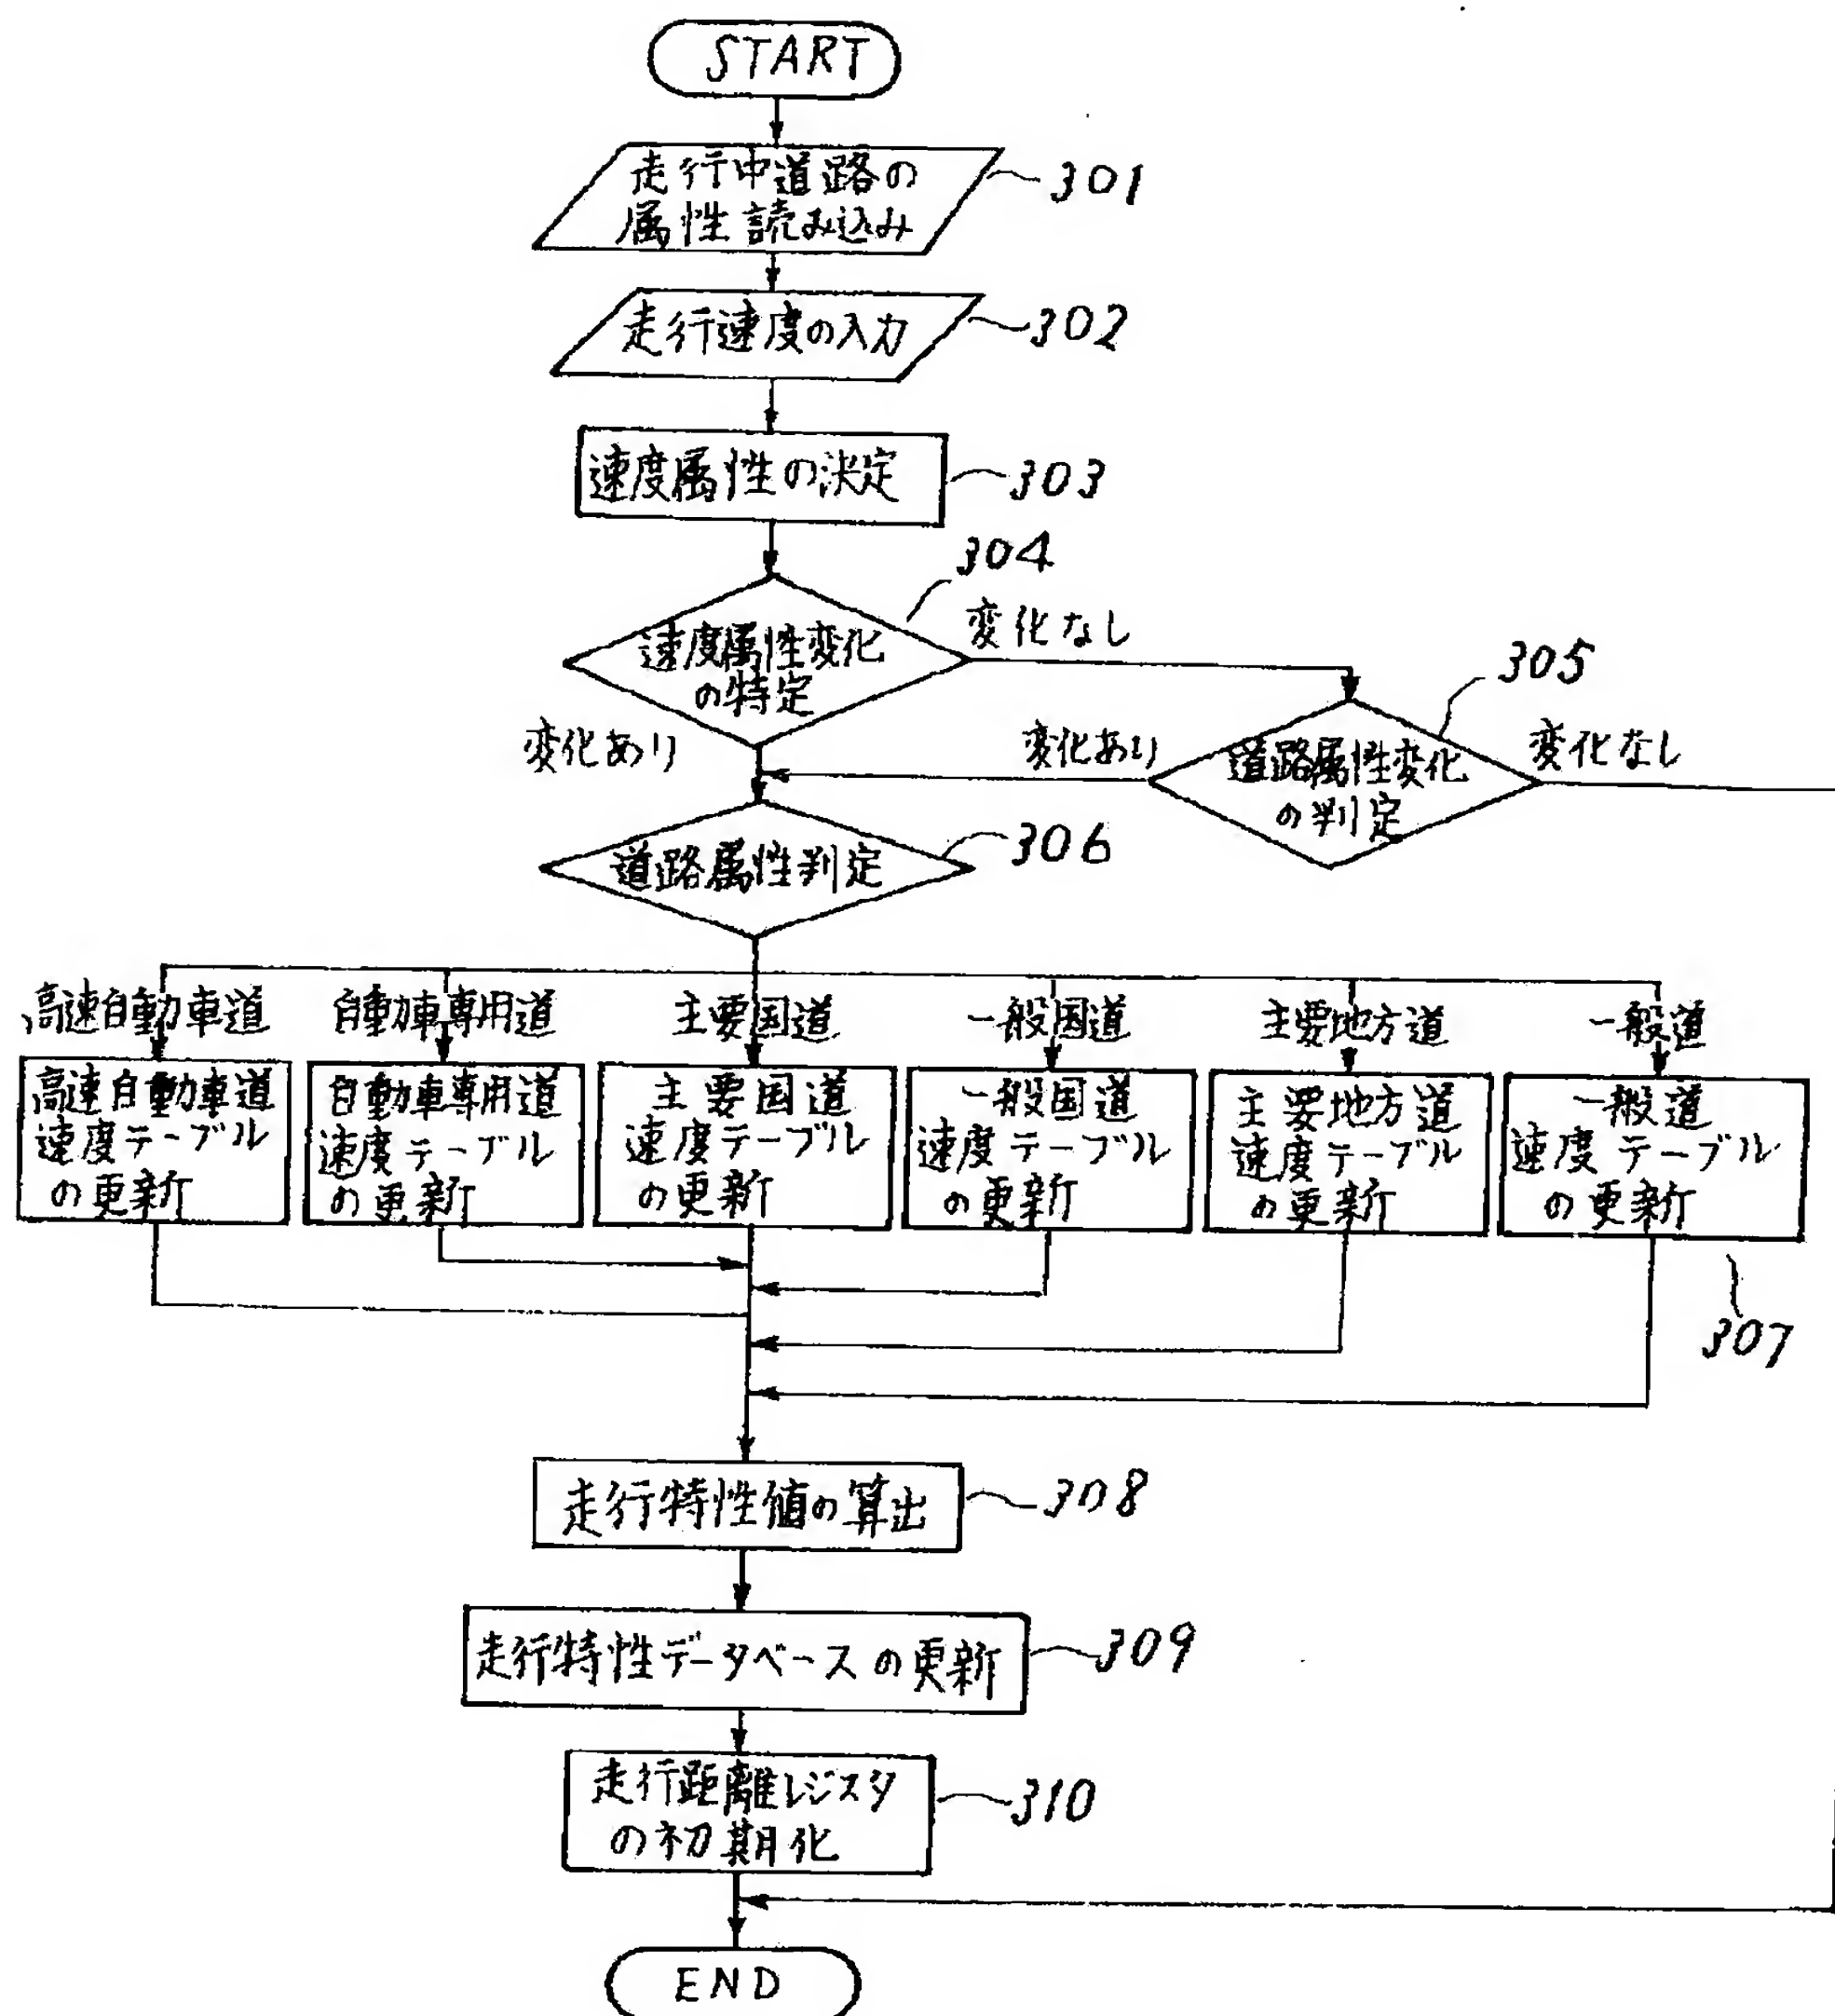 START
走行中道路の
属性読み込み
301
走行速度の入力
302
速度属性の決定
303
304
速度属性変化
の特定
変化なし
変化あり
305
道路属性変化
の判定
変化あり
変化なし
306
道路属性判定
高速自動車道
自動車専用道
主要国道
一般国道
主要地方道
一般道
高速自動車道
速度テーブル
の更新
自動車専用道
速度テーブル
の更新
主要国道
速度テーブル
の更新
一般国道
速度テーブル
の更新
主要地方道
速度テーブル
の更新
一般道
速度テーブル
の更新
307
走行特性値の算出
308
走行特性データベースの更新
309
走行距離レジスタ
の初期化
310
END